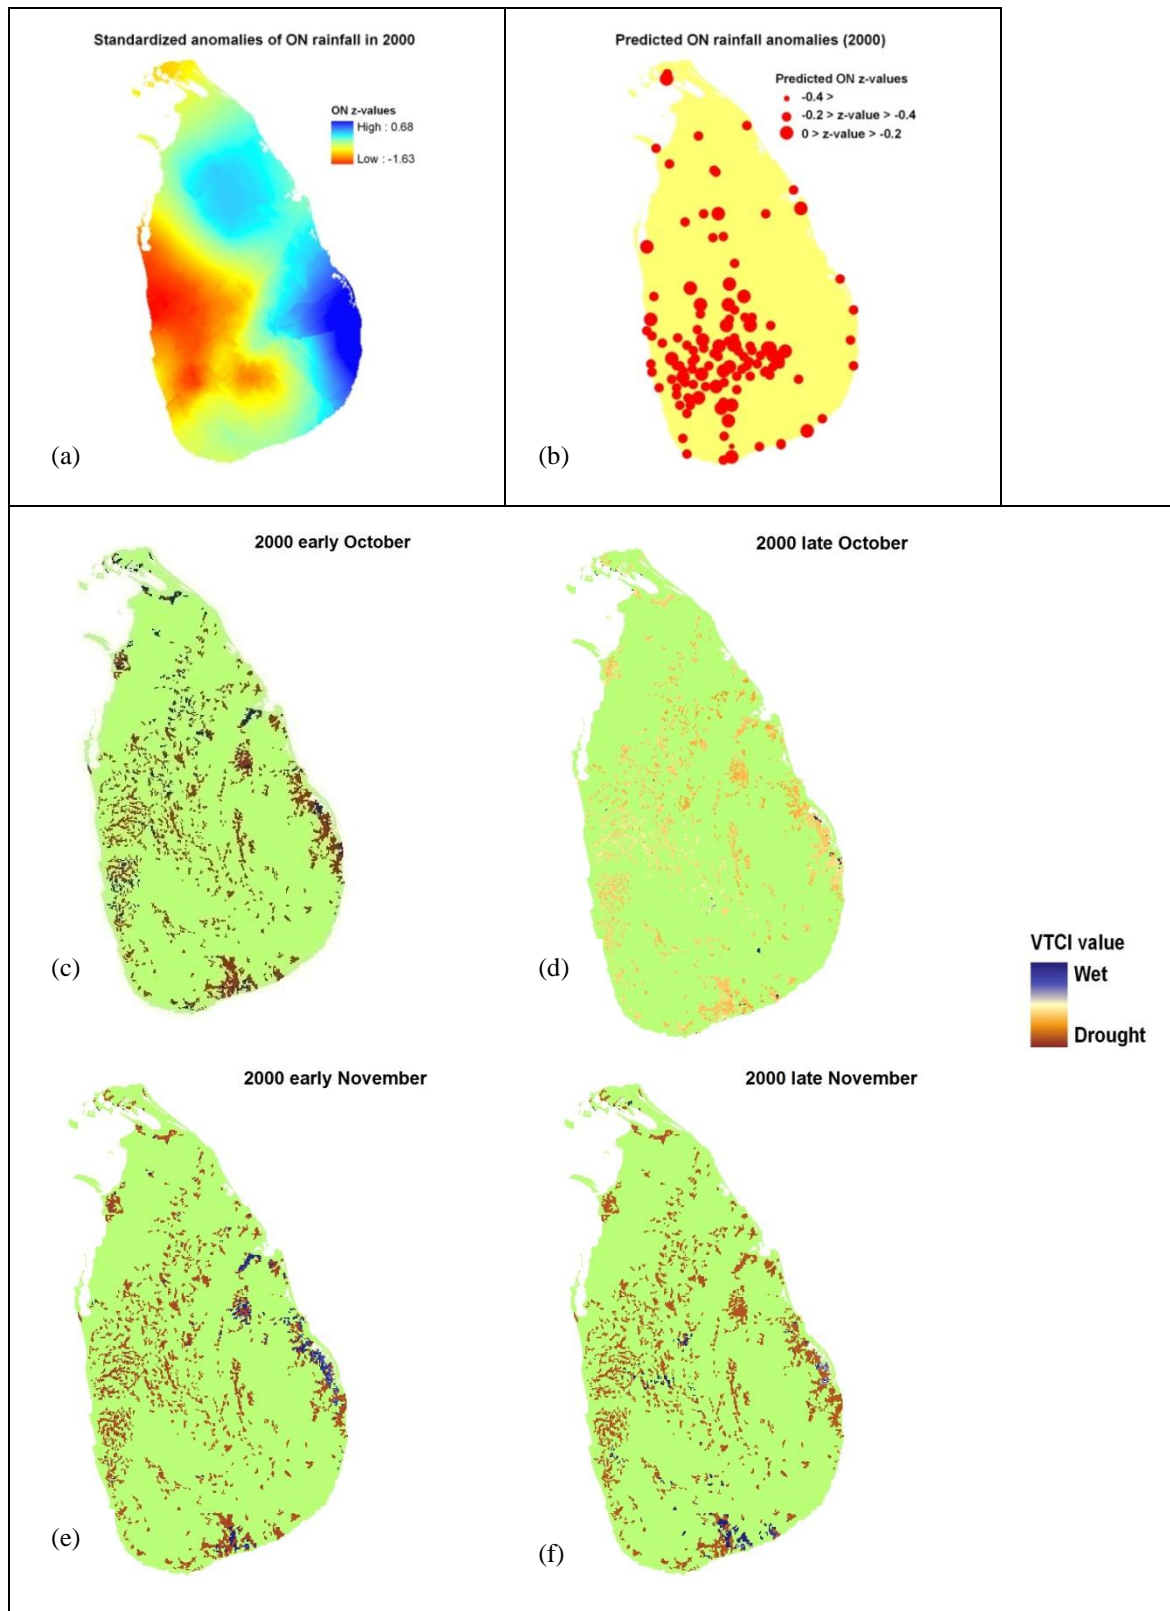 Standardized anomalies of ON rainfall in 2000
ON z-values
High : 0.68
Low : -1.63
(a)
Predicted ON rainfall anomalies (2000)
Predicted ON z-values
-0.4 >
-0.2 > z-value > -0.4
0 > z-value > -0.2
(b)
2000 early October
(c)
2000 late October
(d)
VTCI value
Wet
Drought
2000 early November
(e)
2000 late November
(f)